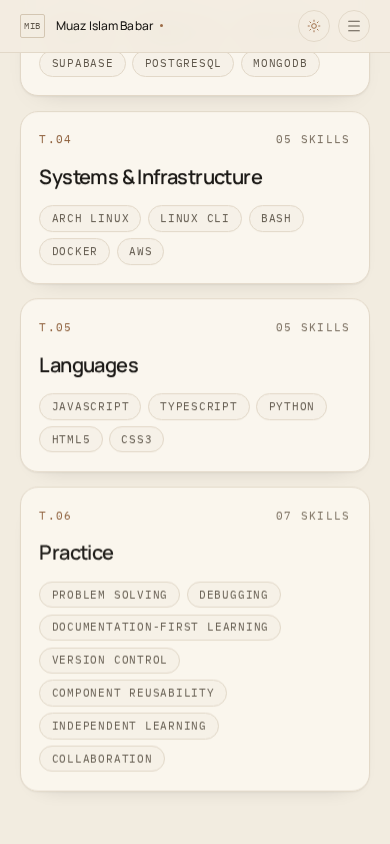 MIB Muaz Islam Babar •
SUPABASE POSTGRESQL MONGODB
T.04 05 SKILLS
Systems & Infrastructure
ARCH LINUX LINUX CLI BASH
DOCKER AWS
T.05 05 SKILLS
Languages
JAVASCRIPT TYPESCRIPT PYTHON
HTML5 CSS3
T.06 07 SKILLS
Practice
PROBLEM SOLVING DEBUGGING
DOCUMENTATION-FIRST LEARNING
VERSION CONTROL
COMPONENT REUSABILITY
INDEPENDENT LEARNING
COLLABORATION